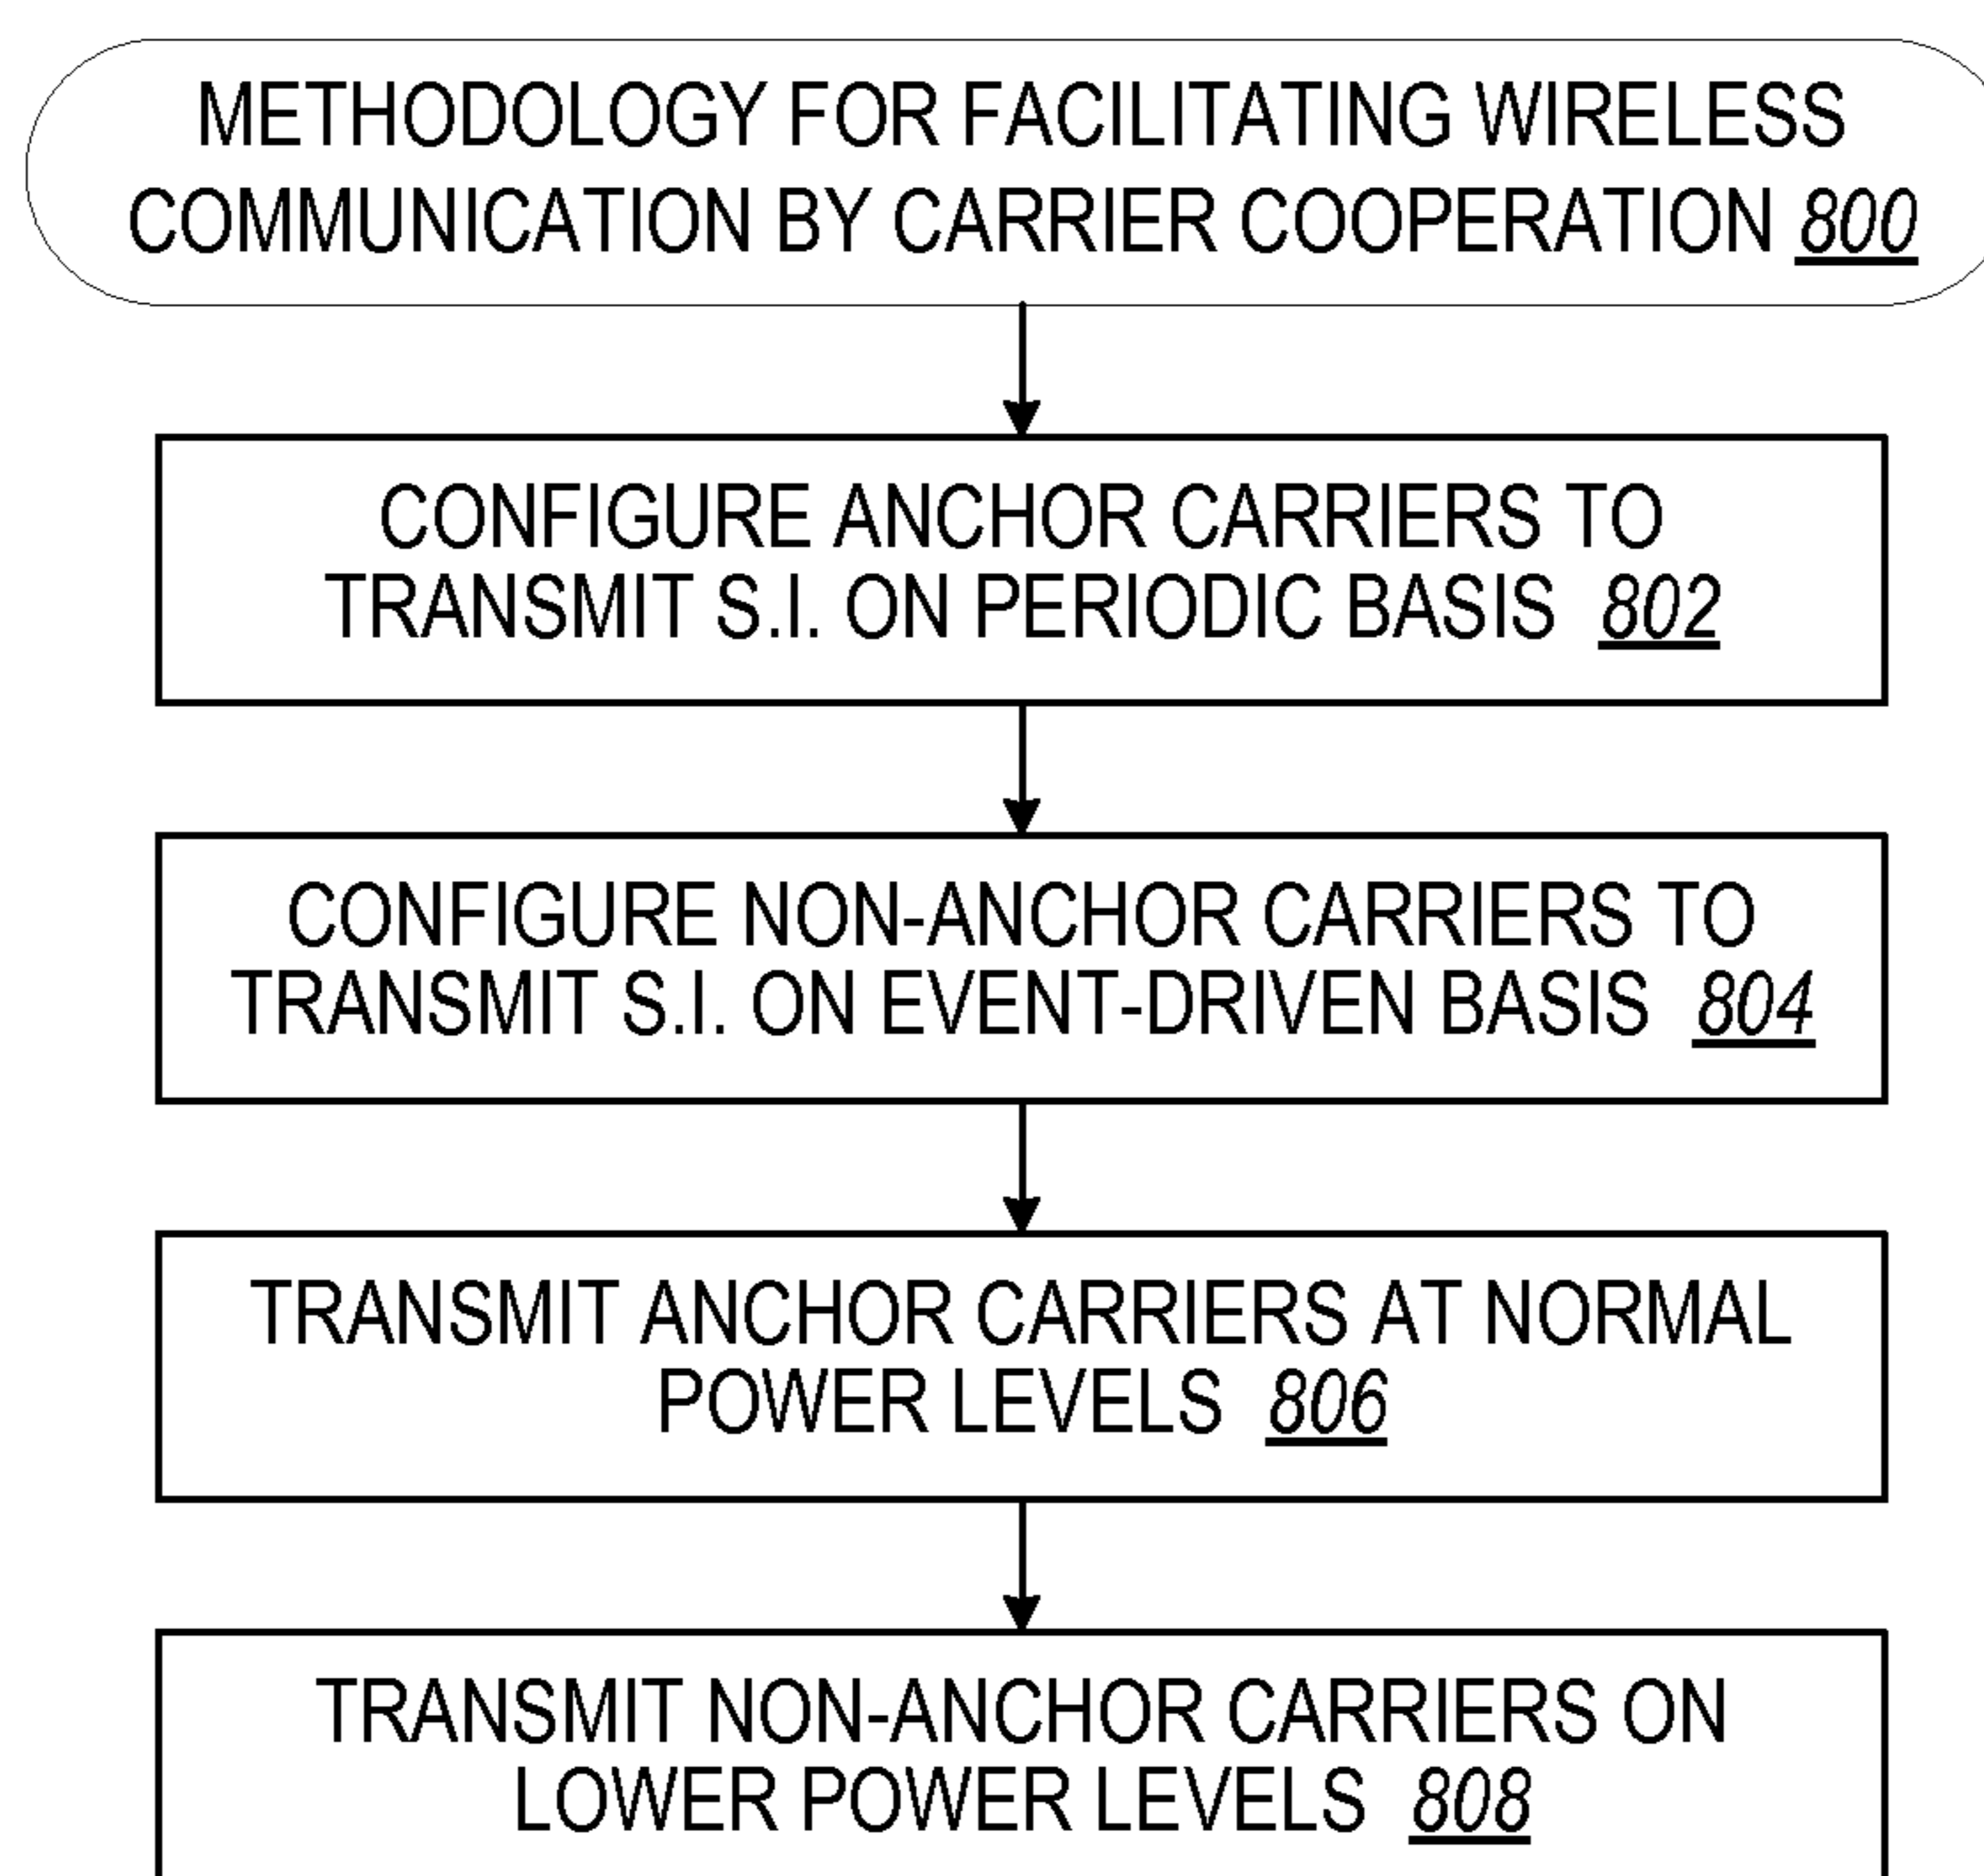 METHODOLOGY FOR FACILITATING WIRELESS
COMMUNICATION BY CARRIER COOPERATION 800
CONFIGURE ANCHOR CARRIERS TO
TRANSMIT S.I. ON PERIODIC BASIS 802
CONFIGURE NON-ANCHOR CARRIERS TO
TRANSMIT S.I. ON EVENT-DRIVEN BASIS 804
TRANSMIT ANCHOR CARRIERS AT NORMAL
POWER LEVELS 806
TRANSMIT NON-ANCHOR CARRIERS ON
LOWER POWER LEVELS 808